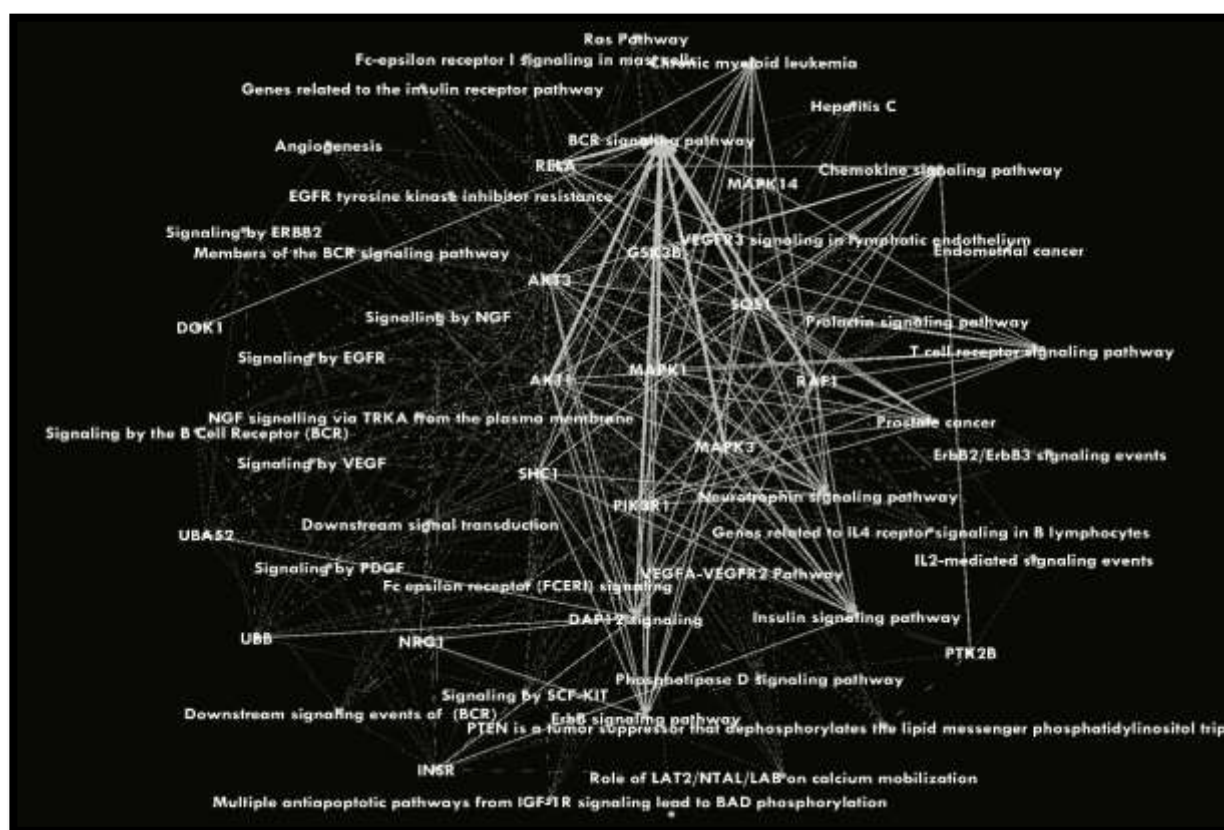 Ras Pathway
Fc-epsilon receptor I signaling in mast cells
Chronic myeloid leukemia
Genes related to the insulin receptor pathway
Hepatitis C
BCR signaling pathway
Angiogenesis
RELA
Chemokine signaling pathway
MAPK14
EGFR tyrosine kinase inhibitor resistance
Signaling by ERBB2
VEGFR3 signaling in lymphatic endothelium
Members of the BCR signaling pathway
GSK3B
Endometrial cancer
AKT3
SOS1
Signalling by NGF
Prolactin signaling pathway
DOK1
Signaling by EGFR
T cell receptor signaling pathway
MAPK1
AKT1
RAF1
NGF signalling via TRKA from the plasma membrane
Prostate cancer
Signaling by the B Cell Receptor (BCR)
MAPK3
ErbB2/ErbB3 signaling events
Signaling by VEGF
SHC1
Neurotrophin signaling pathway
PIK3R1
Downstream signal transduction
Genes related to IL4 rceptor signaling in B lymphocytes
UBA52
IL2-mediated signaling events
Signaling by PDGF
VEGFA-VEGFR2 Pathway
Fc epsilon receptor (FCERI) signaling
DAP12 signaling
Insulin signaling pathway
UBB
NRG1
PTK2B
Phospholipase D signaling pathway
Signaling by SCF-KIT
Downstream signaling events of (BCR)
ErbB signaling pathway
PTEN is a tumor suppressor that dephosphorylates the lipid messenger phosphatidylinositol trip
INSR
Role of LAT2/NTAL/LAB on calcium mobilization
Multiple antiapoptotic pathways from IGF-1R signaling lead to BAD phosphorylation